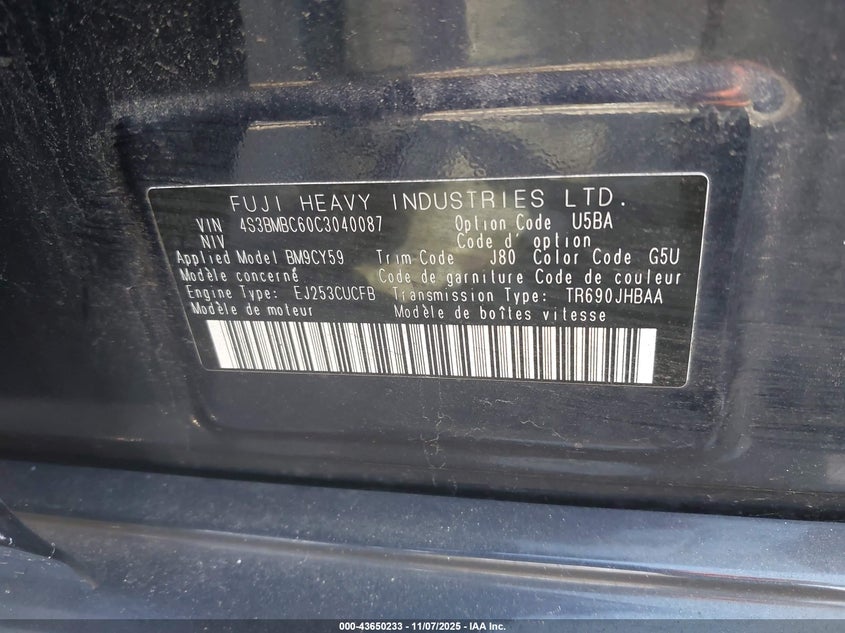 FUJI HEAVY INDUSTRIES LTD.
VIN 4S3BMBC60C3040087 Option Code U5BA
NIV Code d' option
Applied Model BM9CY59 Trim Code J80 Color Code G5U
Modèle concerné Code de garniture Code de couleur
Engine Type: EJ253CUCFB Transmission Type: TR690JHBAA
Modèle de moteur Modèle de boîtes vitesse
000-43650233 - 11/07/2025 - IAA Inc.